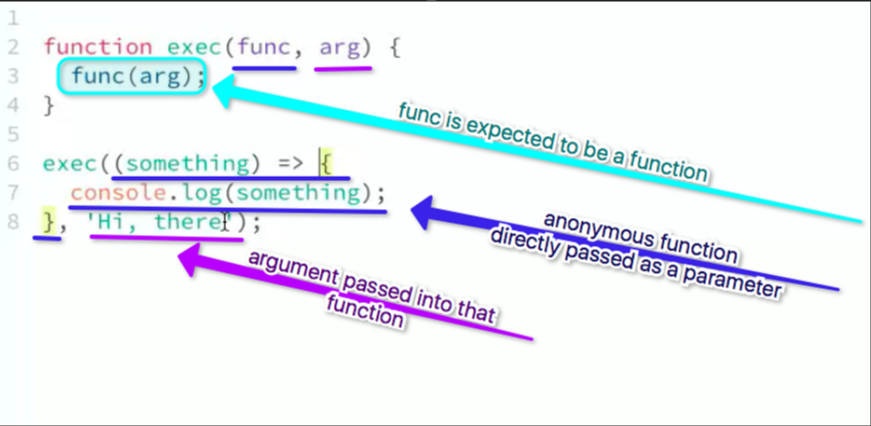 1
2 function exec(func, arg) {
3 func(arg);
4 }
5
6 exec((something) => {
7 console.log(something);
8 }, 'Hi, there');
func is expected to be a function
anonymous function
directly passed as a parameter
argument passed into that
function